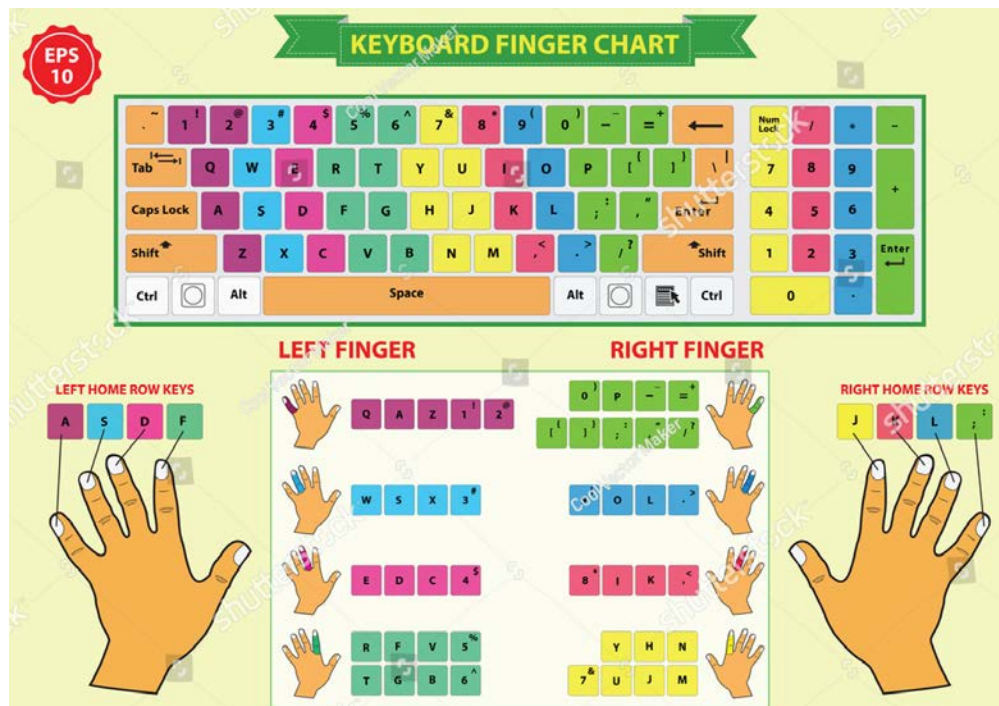 EPS
10
KEYBOARD FINGER CHART
~ . ! 1 @ 2 # 3 $ 4 % 5 ^ 6 & 7 * 8 ( 9 ) 0 – − + =
Tab Q W E R T Y U I O P { [ } ] | \
Caps Lock A S D F G H J K L : ; " , Enter
Shift Z X C V B N M < , > . ? / Shift
Ctrl Alt Space Alt Ctrl
Num Lock / * –
7 8 9 +
4 5 6
1 2 3 Enter
0 .
LEFT FINGER
RIGHT FINGER
LEFT HOME ROW KEYS
A S D F
RIGHT HOME ROW KEYS
J K L : ;
Q A Z ! 1 @ 2
) 0 P – − + =
{ [ } ] : ; " , ? /
W S X # 3
O L > .
E D C $ 4
* 8 I K < ,
R F V % 5
T G B ^ 6
Y H N
& 7 U J M
shutterstock
CoolVector Maker